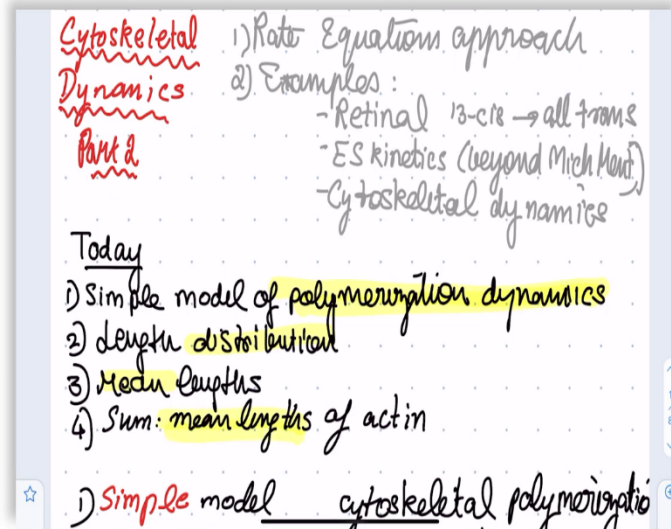 Cytoskeletal
Dynamics
Part 2
1) Rate Equations approach
2) Examples:
- Retinal 13-cis → all trans
- ES kinetics (beyond Mich Ment)
- Cytoskeletal dynamics
Today
1) Simple model of polymerization dynamics
2) Length distribution
3) Mean lengths
4) Sum: mean lengths of actin
1) Simple model cytoskeletal polymerizatio